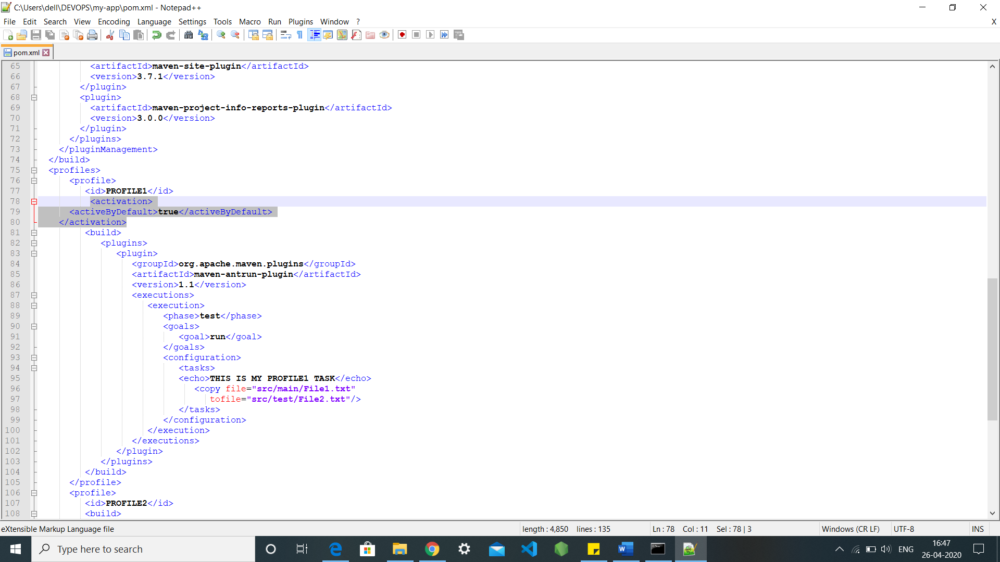 C:\Users\dell\DEVOPS\my-app\pom.xml - Notepad++
File Edit Search View Encoding Language Settings Tools Macro Run Plugins Window ? X
pom.xml
65 <artifactId>maven-site-plugin</artifactId>
66 <version>3.7.1</version>
67 </plugin>
68 <plugin>
69 <artifactId>maven-project-info-reports-plugin</artifactId>
70 <version>3.0.0</version>
71 </plugin>
72 </plugins>
73 </pluginManagement>
74 </build>
75 <profiles>
76 <profile>
77 <id>PROFILE1</id>
78 <activation>
79 <activeByDefault>true</activeByDefault>
80 </activation>
81 <build>
82 <plugins>
83 <plugin>
84 <groupId>org.apache.maven.plugins</groupId>
85 <artifactId>maven-antrun-plugin</artifactId>
86 <version>1.1</version>
87 <executions>
88 <execution>
89 <phase>test</phase>
90 <goals>
91 <goal>run</goal>
92 </goals>
93 <configuration>
94 <tasks>
95 <echo>THIS IS MY PROFILE1 TASK</echo>
96 <copy file="src/main/File1.txt"
97 tofile="src/test/File2.txt"/>
98 </tasks>
99 </configuration>
100 </execution>
101 </executions>
102 </plugin>
103 </plugins>
104 </build>
105 </profile>
106 <profile>
107 <id>PROFILE2</id>
108 <build>
eXtensible Markup Language file length : 4,850 lines : 135 Ln : 78 Col : 11 Sel : 78 | 3 Windows (CR LF) UTF-8 INS
Type here to search
ENG
16:47
26-04-2020